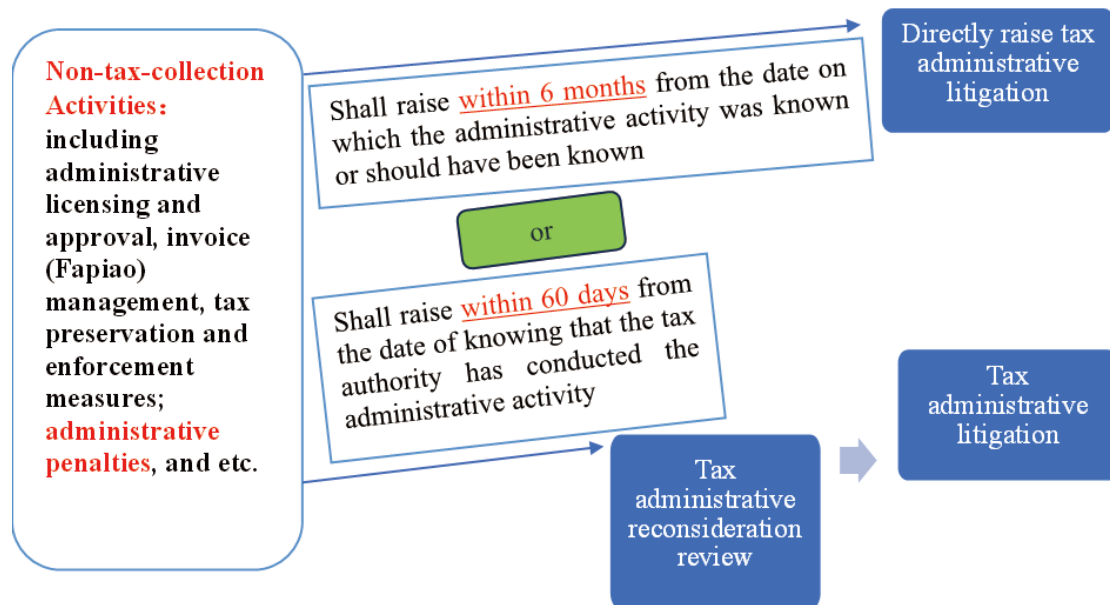 Non-tax-collection
Activities:
including
administrative
licensing and
approval, invoice
(Fapiao)
management, tax
preservation and
enforcement
measures;
administrative
penalties, and etc.
Shall raise within 6 months from the date on
which the administrative activity was known
or should have been known
Directly raise tax
administrative
litigation
or
Shall raise within 60 days from
the date of knowing that the tax
authority has conducted the
administrative activity
Tax
administrative
reconsideration
review
Tax
administrative
litigation